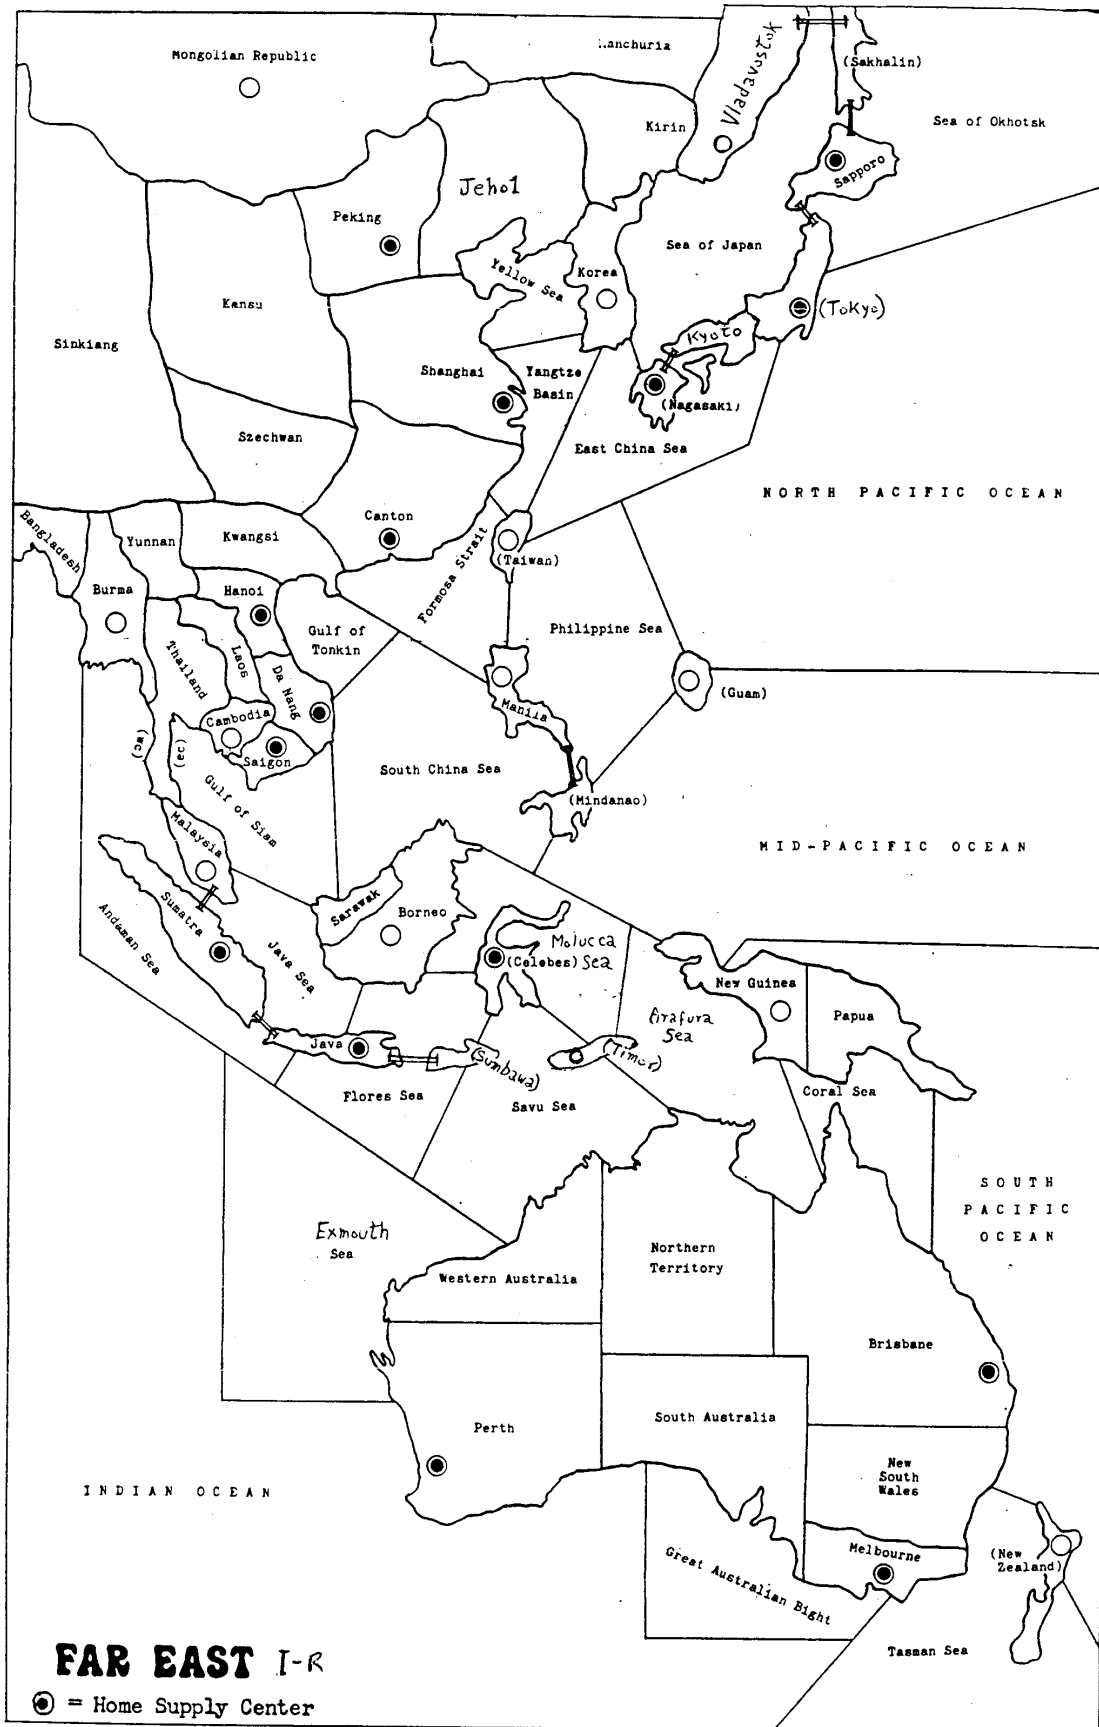 Mongolian Republic
Manchuria
Vladavostok
(Sakhalin)
Sea of Okhotsk
Kirin
Sapporo
Jehol
Peking
Sea of Japan
Yellow Sea
Korea
Kansu
(Tokyo)
Sinkiang
Kyoto
Shanghai
Yangtze
Basin
(Nagasaki)
Szechwan
East China Sea
NORTH PACIFIC OCEAN
Canton
Bangladesh
Yunnan
Kwangsi
Formosa Strait
(Taiwan)
Burma
Hanoi
Gulf of
Tonkin
Philippine Sea
Thailand
Laos
Da Nang
(Guam)
Manila
Cambodia
(wc)
(ec)
Saigon
South China Sea
Gulf of Siam
(Mindanao)
Malaysia
MID-PACIFIC OCEAN
Sarawak
Sumatra
Borneo
Andaman Sea
Java Sea
Molucca
(Celebes) Sea
New Guinea
Papua
Arafura
Sea
Java
(Sumbawa)
(Timor)
Flores Sea
Savu Sea
Coral Sea
SOUTH
PACIFIC
OCEAN
Exmouth
Sea
Northern
Territory
Western Australia
Brisbane
Perth
South Australia
New
South
Wales
INDIAN OCEAN
Melbourne
(New
Zealand)
Great Australian Bight
Tasman Sea
FAR EAST I-R
= Home Supply Center